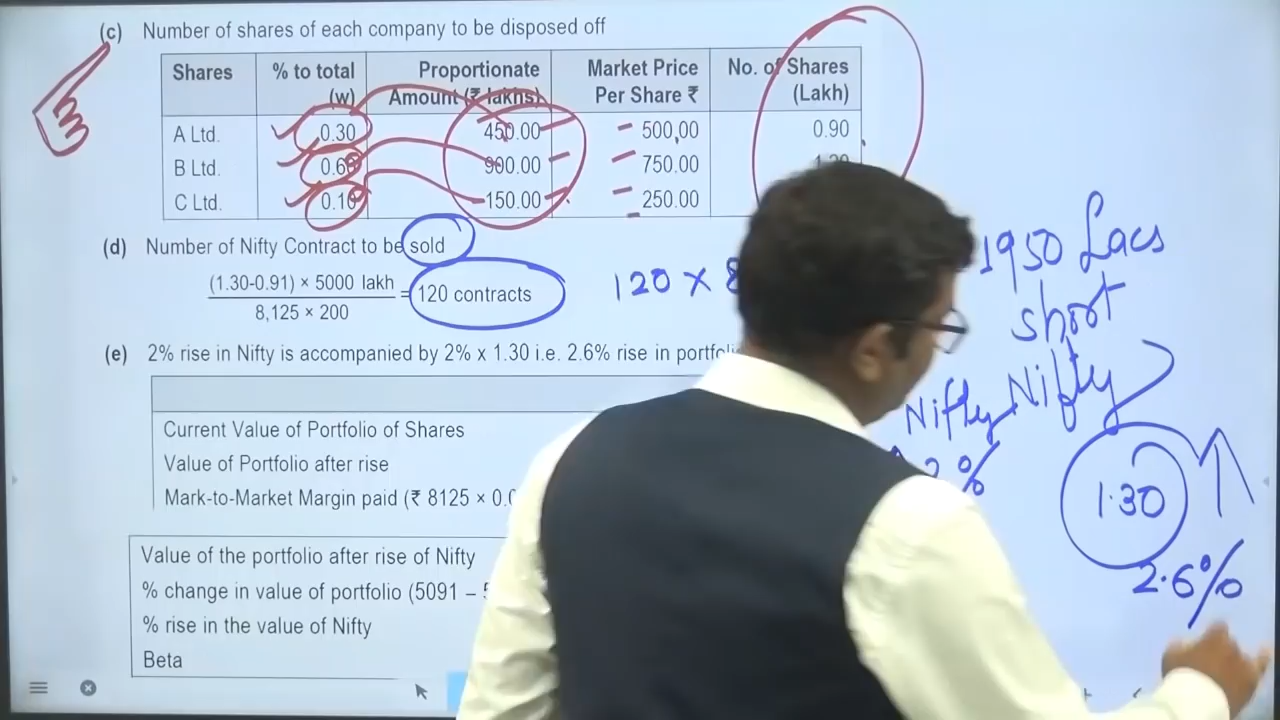 (c) Number of shares of each company to be disposed off
Shares % to total (w) Proportionate Amount (₹ lakhs) Market Price Per Share ₹ No. of Shares (Lakh)
A Ltd. 0.30 450.00 500,00 0.90
B Ltd. 0.60 900.00 750.00 1.20
C Ltd. 0.10 150.00 250.00
(d) Number of Nifty Contract to be sold
(1.30-0.91) × 5000 lakh
8,125 × 200
= 120 contracts
120 × 8
1950 Lacs
short
Nifty
(e) 2% rise in Nifty is accompanied by 2% x 1.30 i.e. 2.6% rise in
Current Value of Portfolio of Shares
Value of Portfolio after rise
Mark-to-Market Margin paid (₹ 8125 × 0.0
Nifty
2%
1.30
2.6%
Value of the portfolio after rise of Nifty
% change in value of portfolio (5091 –
% rise in the value of Nifty
Beta